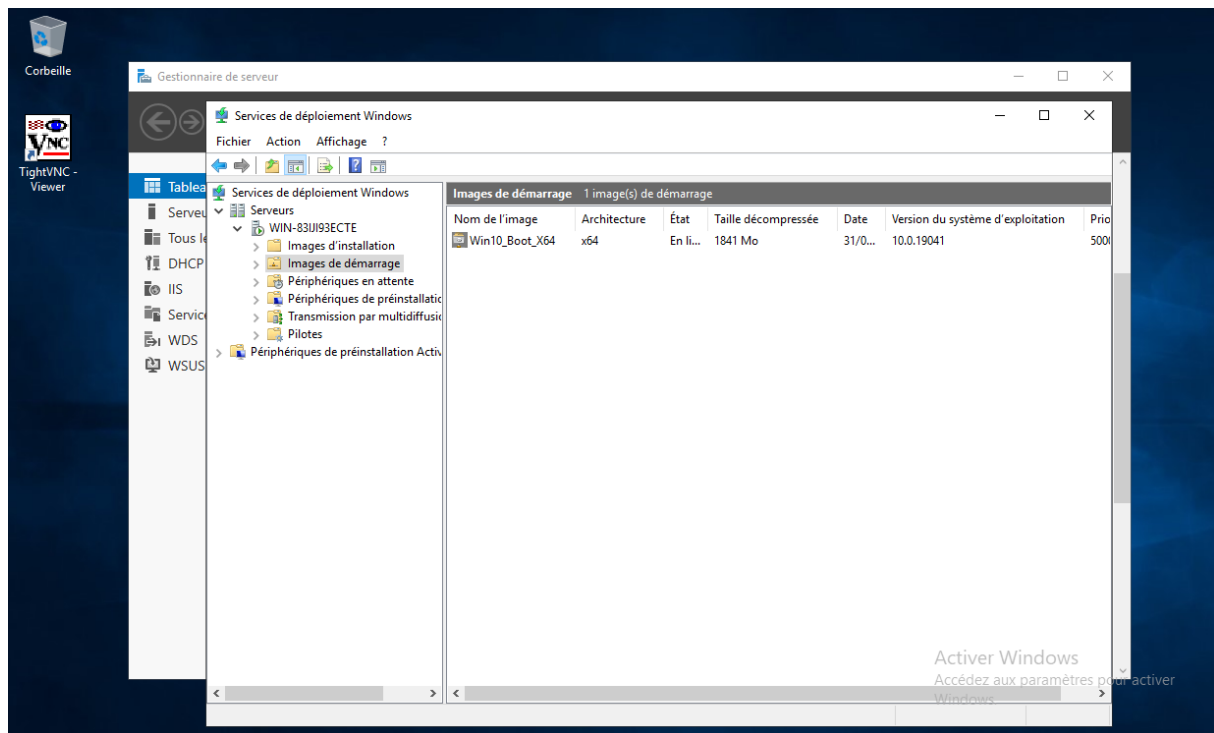 Corbeille
TightVNC -
Viewer
Gestionnaire de serveur
Services de déploiement Windows
Fichier Action Affichage ?
Services de déploiement Windows
Serveurs
WIN-83IJI93ECTE
Images d'installation
Images de démarrage
Périphériques en attente
Périphériques de préinstallatic
Transmission par multidiffusic
Pilotes
Périphériques de préinstallation Activ
Tablea
Serveu
Tous le
DHCP
IIS
Service
WDS
WSUS
Images de démarrage 1 image(s) de démarrage
Nom de l'image Architecture État Taille décompressée Date Version du système d'exploitation Prio
Win10_Boot_X64 x64 En li... 1841 Mo 31/0... 10.0.19041 5000
Activer Windows
Accédez aux paramètres pour activer
Windows.